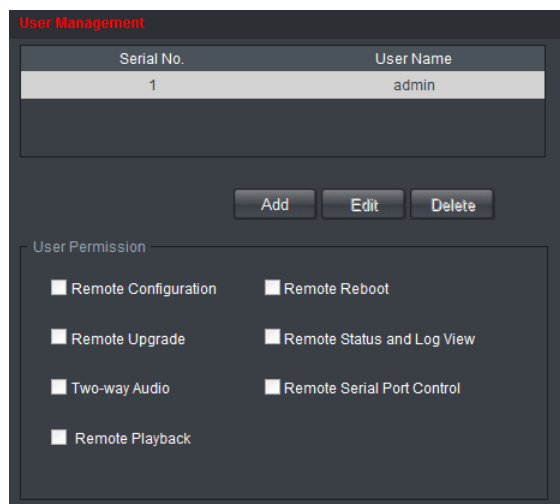 User Management
Serial No. User Name
1 admin
Add Edit Delete
User Permission
Remote Configuration Remote Reboot
Remote Upgrade Remote Status and Log View
Two-way Audio Remote Serial Port Control
Remote Playback